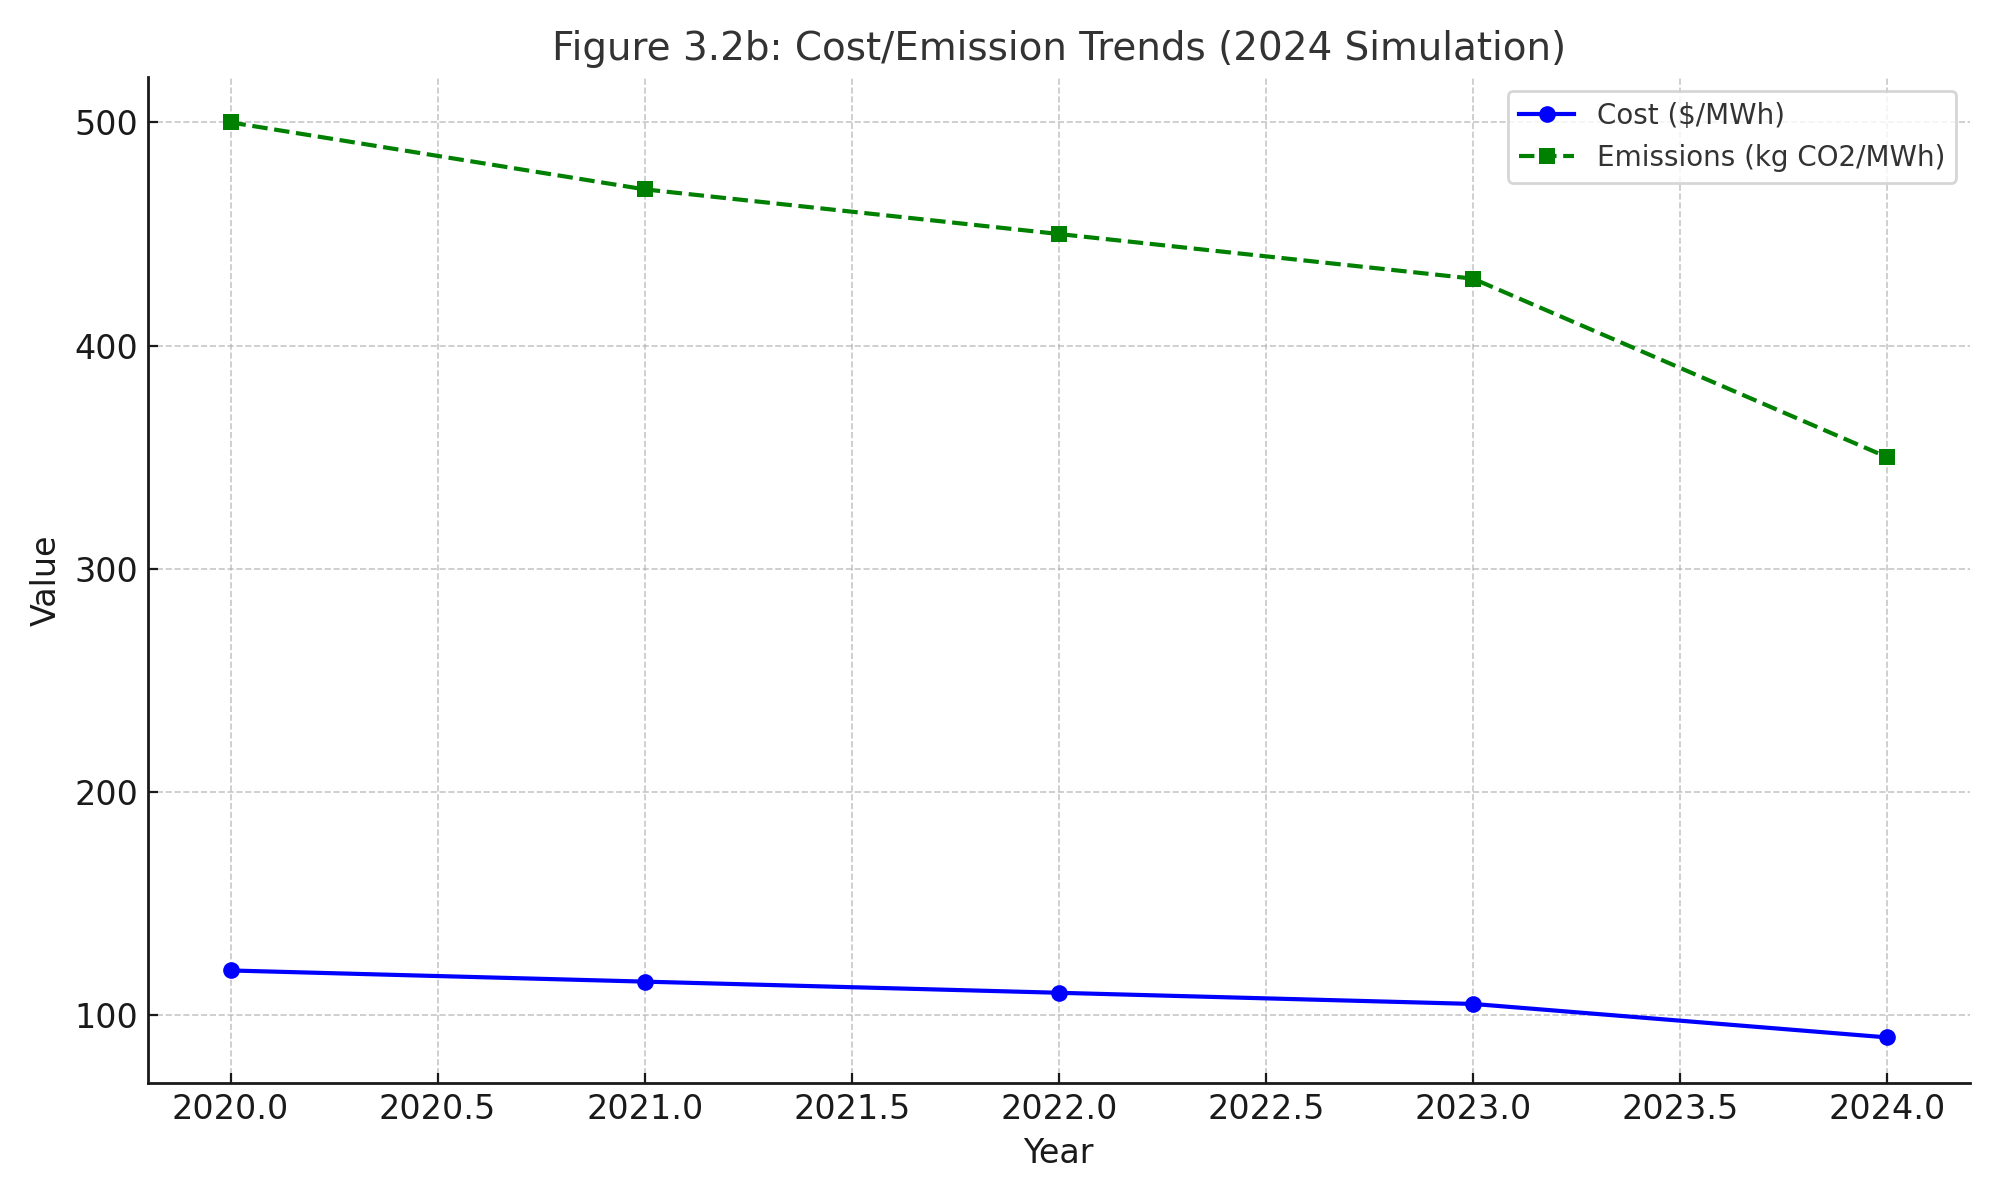 Figure 3.2b: Cost/Emission Trends (2024 Simulation)
Cost ($/MWh)
Emissions (kg CO2/MWh)
500
400
300
200
100
Value
2020.0 2020.5 2021.0 2021.5 2022.0 2022.5 2023.0 2023.5 2024.0
Year